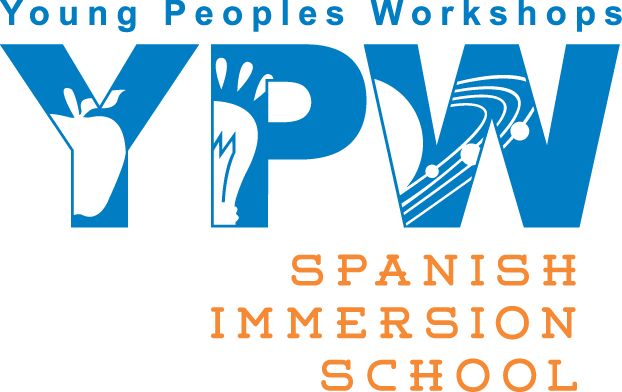 Young Peoples Workshops
YPW
SPANISH
IMMERSION
SCHOOL